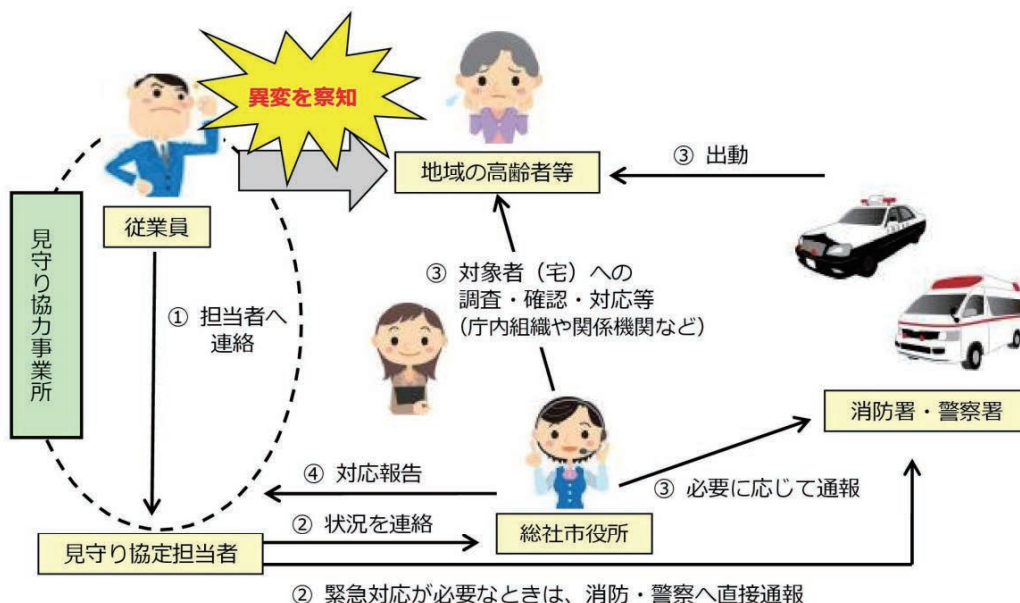 異変を察知
地域の高齢者等
③ 出動
従業員
見守り協力事業所
① 担当者へ
連絡
③ 対象者（宅）への
調査・確認・対応等
（庁内組織や関係機関など）
消防署・警察署
④ 対応報告
③ 必要に応じて通報
② 状況を連絡
総社市役所
見守り協定担当者
② 緊急対応が必要なときは、消防・警察へ直接通報